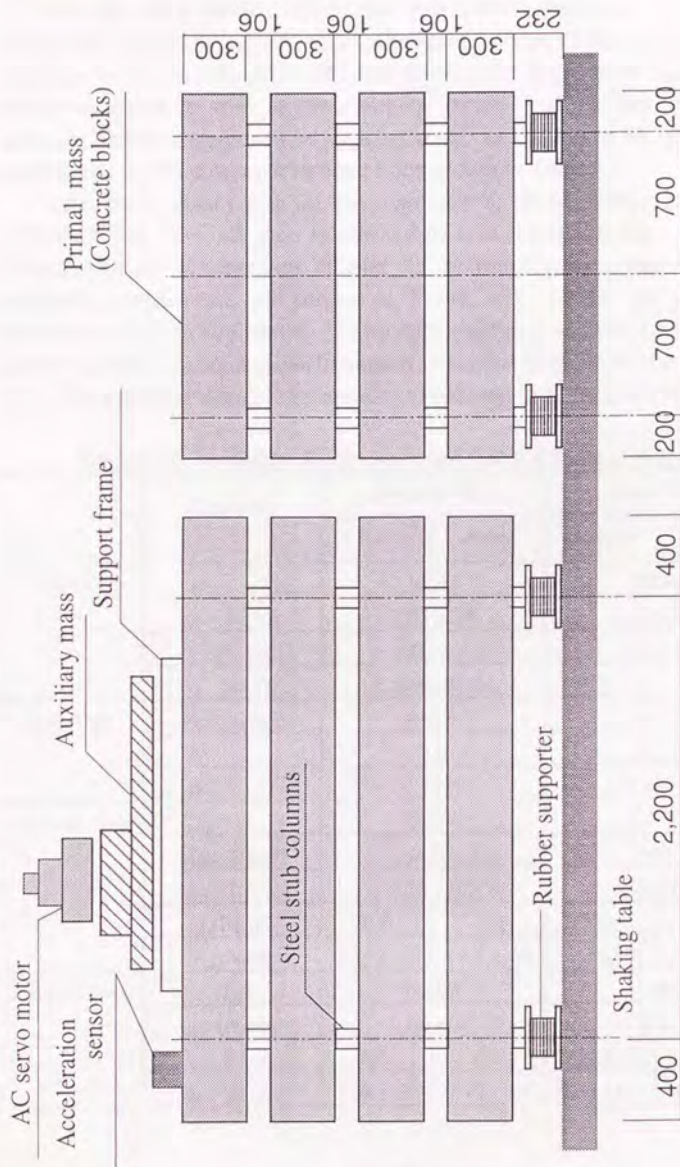 AC servo motor
Acceleration
sensor
Auxiliary mass
Support frame
Primal mass
(Concrete blocks)
Steel stub columns
Rubber supporter
Shaking table
300
106
300
106
300
106
300
232
400
2,200
400
200
700
700
200